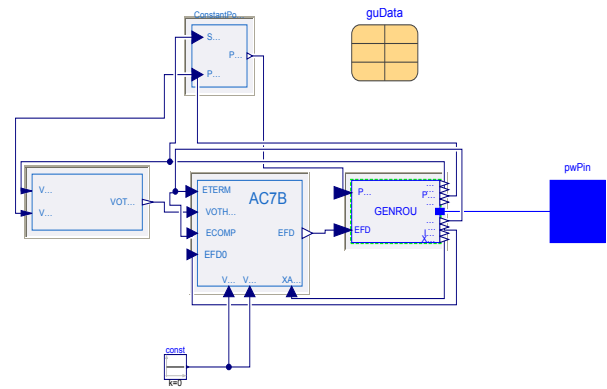 ConstantPo...
guData
S...
P...
P...
pwPin
V...
V...
VOT...
ETERM
AC7B
VOTH...
ECOMP
EFD
EFD0
V...
V...
XA...
P...
...
P...
...
GENROU
...
EFD
I...
X...
const
k=0